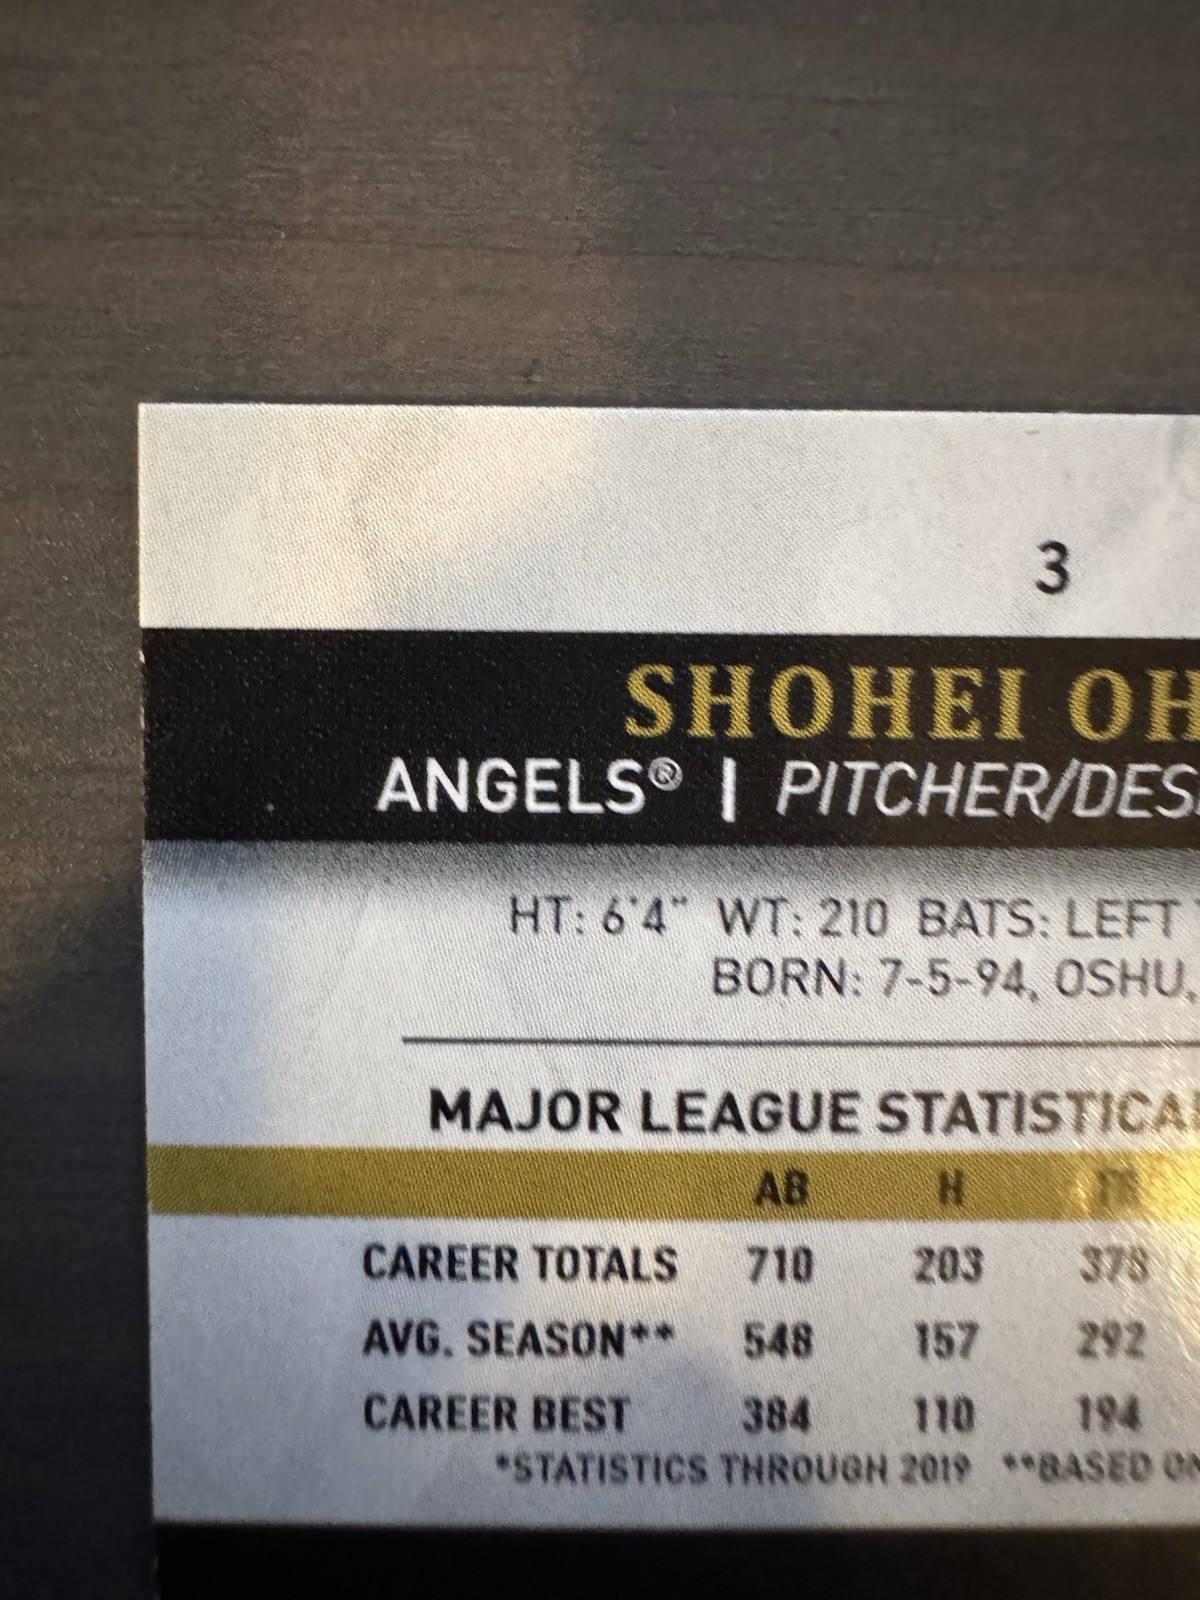 3
SHOHEI OH
ANGELS® | PITCHER/DES
HT: 6'4" WT: 210 BATS: LEFT
BORN: 7-5-94, OSHU,
MAJOR LEAGUE STATISTICA
AB H TB
CAREER TOTALS 710 203 378
AVG. SEASON** 548 157 292
CAREER BEST 384 110 194
*STATISTICS THROUGH 2019 **BASED ON